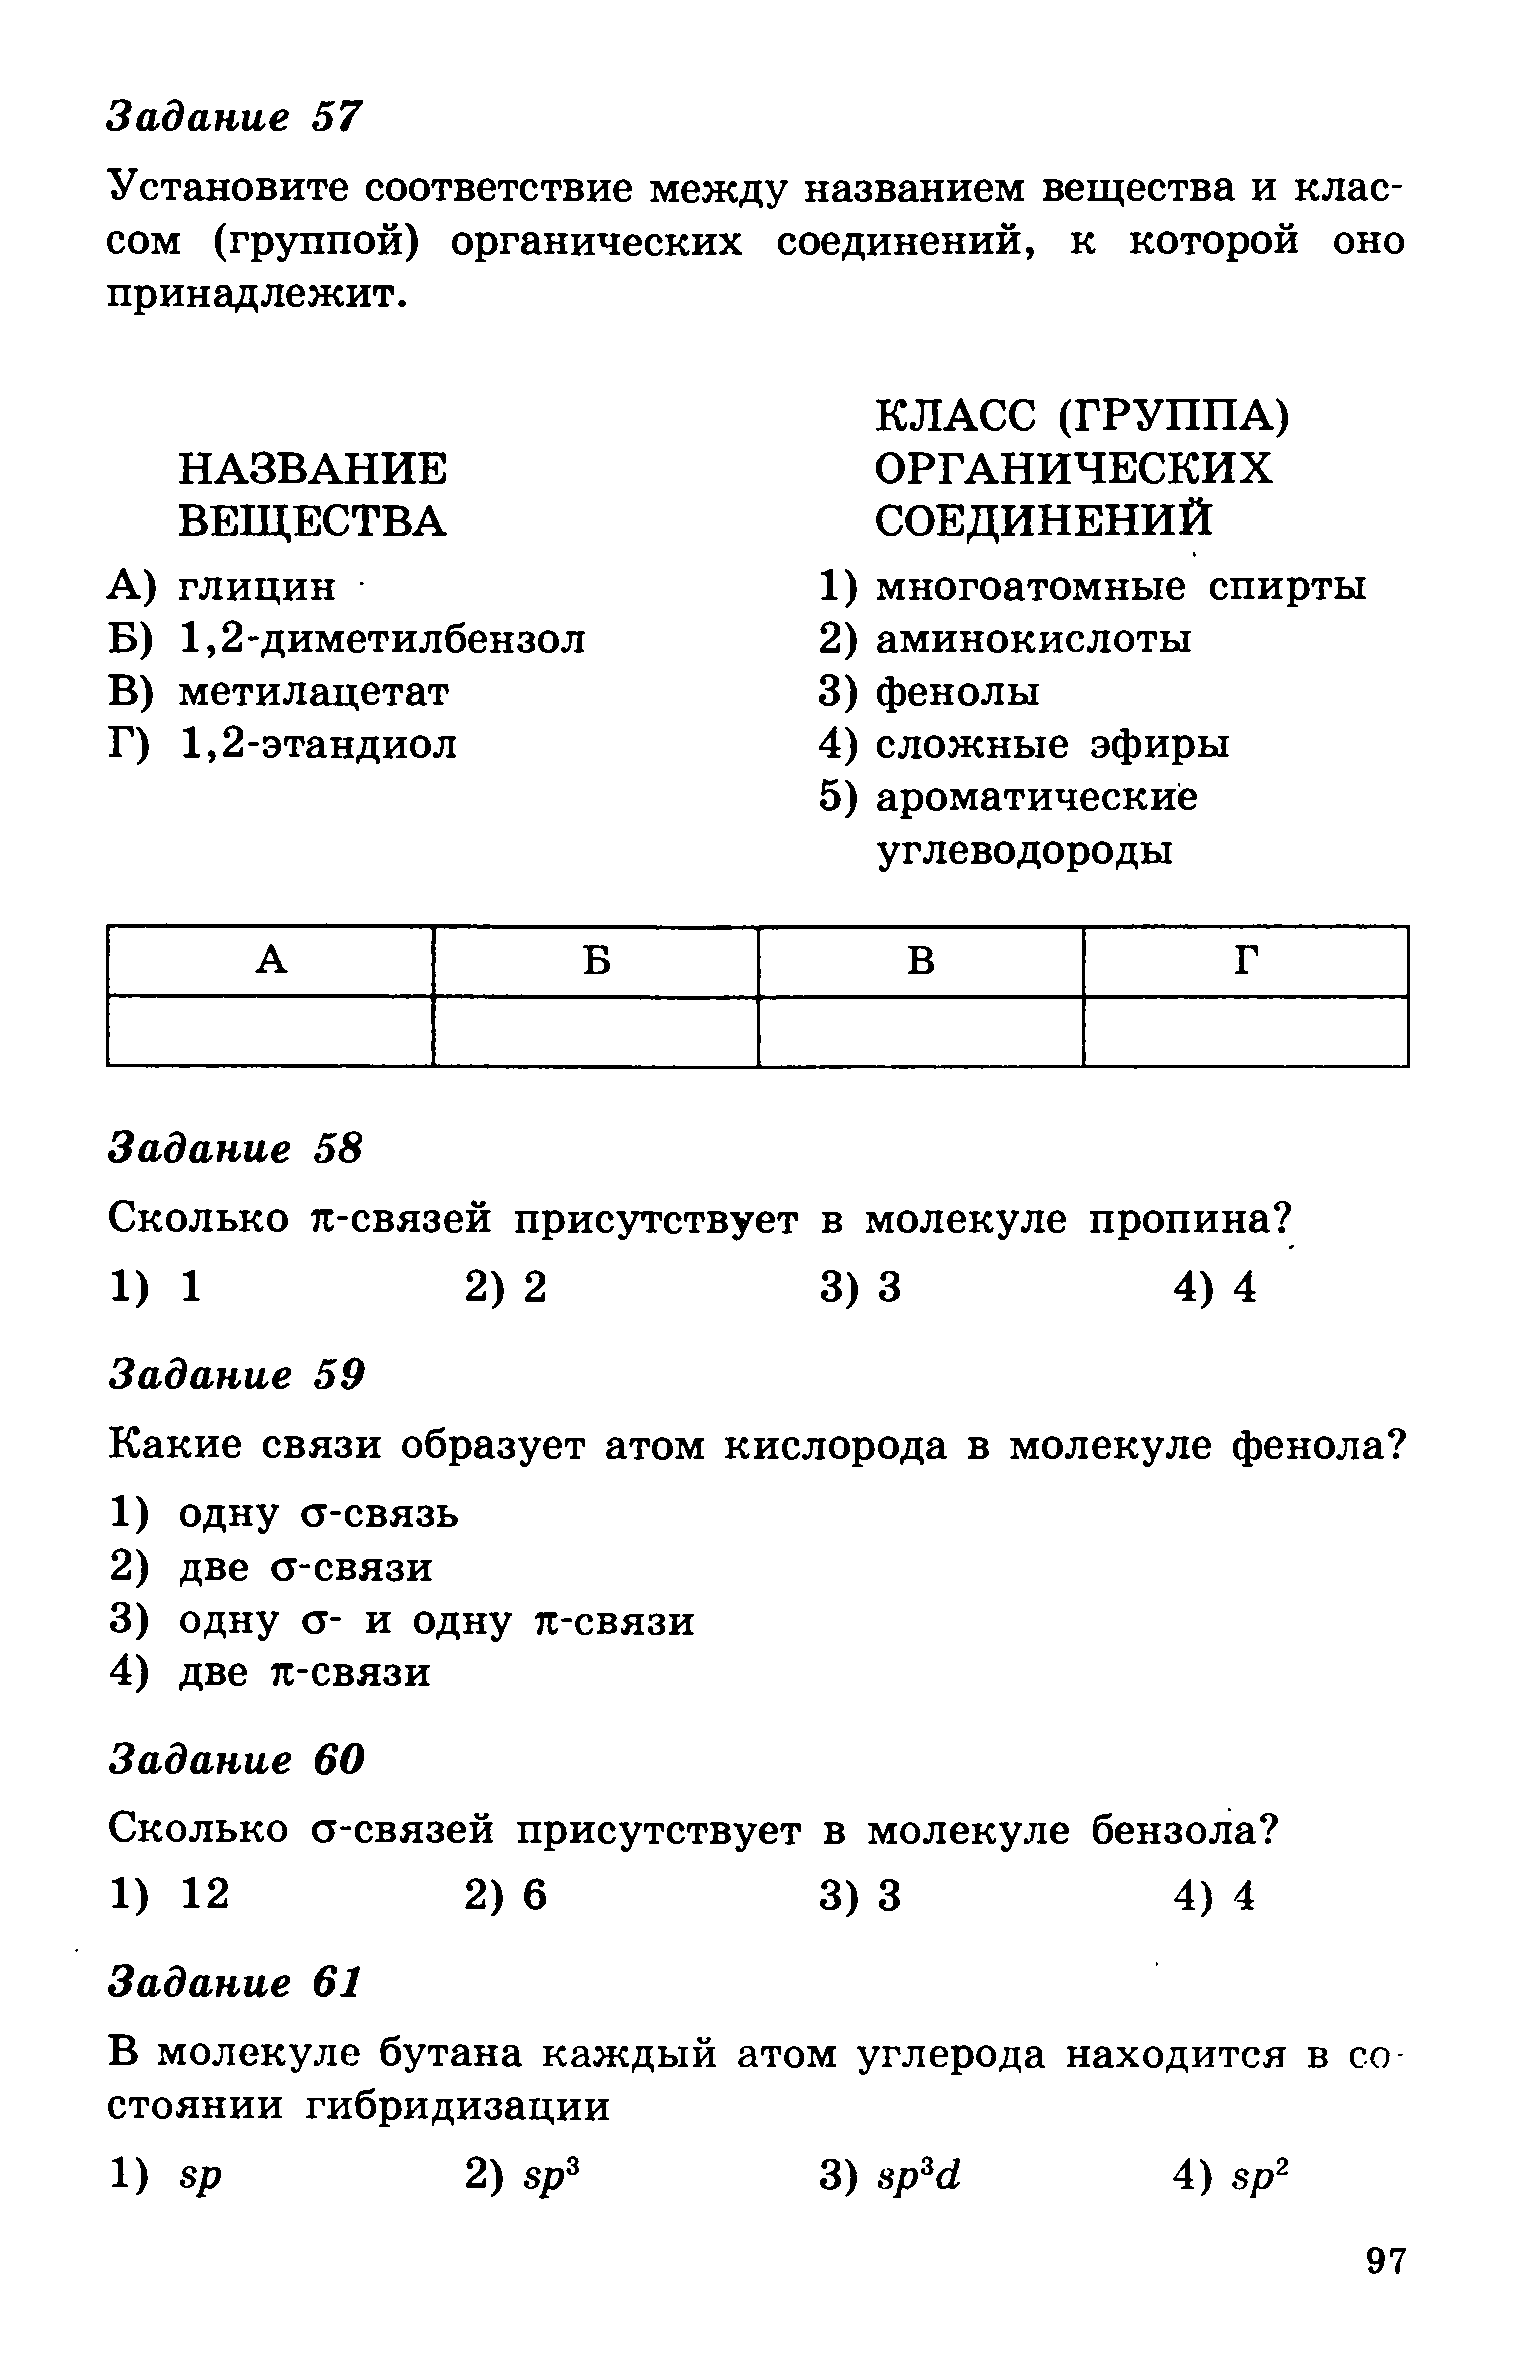 Задание 57
Установите соответствие между названием вещества и клас-
сом (группой) органических соединений, к которой оно
принадлежит.
НАЗВАНИЕ
ВЕЩЕСТВА
А) глицин
Б) 1,2-диметилбензол
В) метилацетат
Г) 1,2-этандиол
КЛАСС (ГРУППА)
ОРГАНИЧЕСКИХ
СОЕДИНЕНИЙ
1) многоатомные спирты
2) аминокислоты
3) фенолы
4) сложные эфиры
5) ароматические
углеводороды
А Б В Г
Задание 58
Сколько π-связей присутствует в молекуле пропина?
1) 1 2) 2 3) 3 4) 4
Задание 59
Какие связи образует атом кислорода в молекуле фенола?
1) одну σ-связь
2) две σ-связи
3) одну σ- и одну π-связи
4) две π-связи
Задание 60
Сколько σ-связей присутствует в молекуле бензола?
1) 12 2) 6 3) 3 4) 4
Задание 61
В молекуле бутана каждый атом углерода находится в со-
стоянии гибридизации
1) sp 2) sp³ 3) sp³d 4) sp²
97